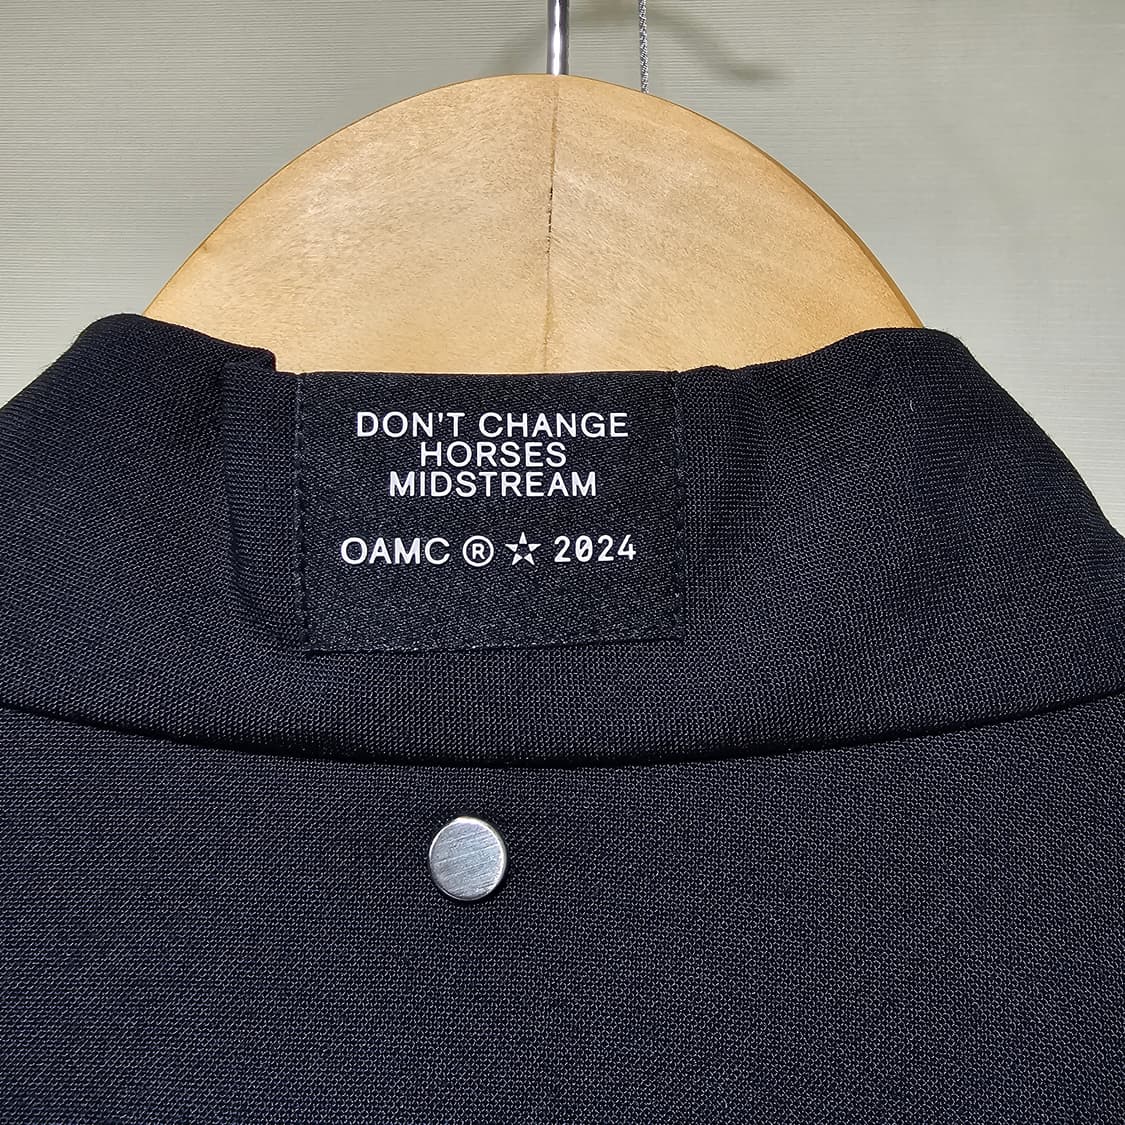 DON'T CHANGE
HORSES
MIDSTREAM
OAMC ® ☆ 2024